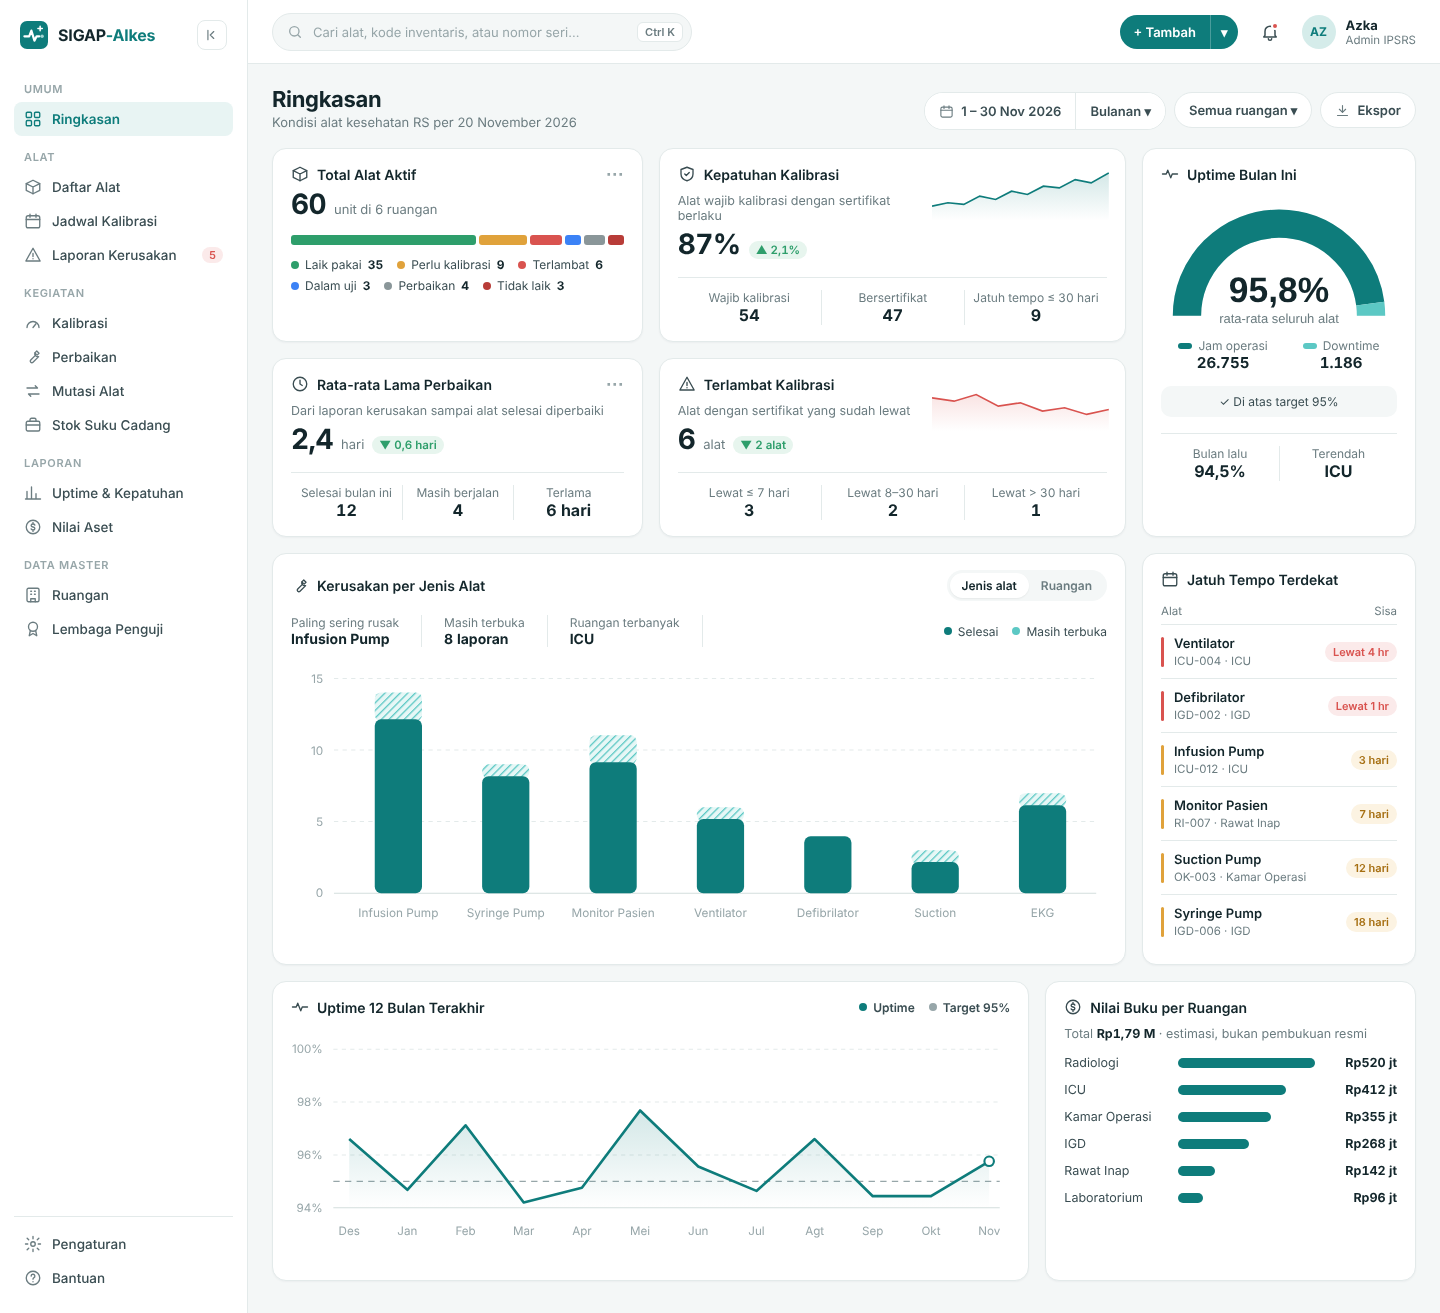 SIGAP-Alkes
UMUM
Ringkasan
ALAT
Daftar Alat
Jadwal Kalibrasi
Laporan Kerusakan 5
KEGIATAN
Kalibrasi
Perbaikan
Mutasi Alat
Stok Suku Cadang
LAPORAN
Uptime & Kepatuhan
Nilai Aset
DATA MASTER
Ruangan
Lembaga Penguji
Pengaturan
Bantuan
Cari alat, kode inventaris, atau nomor seri... Ctrl K
+ Tambah ▾
AZ
Azka
Admin IPSRS
Ringkasan
Kondisi alat kesehatan RS per 20 November 2026
1 – 30 Nov 2026 Bulanan ▾ Semua ruangan ▾ Ekspor
Total Alat Aktif
60 unit di 6 ruangan
Laik pakai 35 Perlu kalibrasi 9 Terlambat 6
Dalam uji 3 Perbaikan 4 Tidak laik 3
Kepatuhan Kalibrasi
Alat wajib kalibrasi dengan sertifikat
berlaku
87% ▲ 2,1%
Wajib kalibrasi Bersertifikat Jatuh tempo ≤ 30 hari
54 47 9
Uptime Bulan Ini
95,8%
rata-rata seluruh alat
Jam operasi Downtime
26.755 1.186
✓ Di atas target 95%
Bulan lalu Terendah
94,5% ICU
Rata-rata Lama Perbaikan
Dari laporan kerusakan sampai alat selesai diperbaiki
2,4 hari ▼ 0,6 hari
Selesai bulan ini Masih berjalan Terlama
12 4 6 hari
Terlambat Kalibrasi
Alat dengan sertifikat yang sudah lewat
6 alat ▼ 2 alat
Lewat ≤ 7 hari Lewat 8–30 hari Lewat > 30 hari
3 2 1
Kerusakan per Jenis Alat
Jenis alat Ruangan
Paling sering rusak Masih terbuka Ruangan terbanyak
Infusion Pump 8 laporan ICU
Selesai Masih terbuka
15
10
5
0
Infusion Pump Syringe Pump Monitor Pasien Ventilator Defibrilator Suction EKG
Jatuh Tempo Terdekat
Alat Sisa
Ventilator
ICU-004 · ICU
Lewat 4 hr
Defibrilator
IGD-002 · IGD
Lewat 1 hr
Infusion Pump
ICU-012 · ICU
3 hari
Monitor Pasien
RI-007 · Rawat Inap
7 hari
Suction Pump
OK-003 · Kamar Operasi
12 hari
Syringe Pump
IGD-006 · IGD
18 hari
Uptime 12 Bulan Terakhir
Uptime Target 95%
100%
98%
96%
94%
Des Jan Feb Mar Apr Mei Jun Jul Agt Sep Okt Nov
Nilai Buku per Ruangan
Total Rp1,79 M · estimasi, bukan pembukuan resmi
Radiologi Rp520 jt
ICU Rp412 jt
Kamar Operasi Rp355 jt
IGD Rp268 jt
Rawat Inap Rp142 jt
Laboratorium Rp96 jt